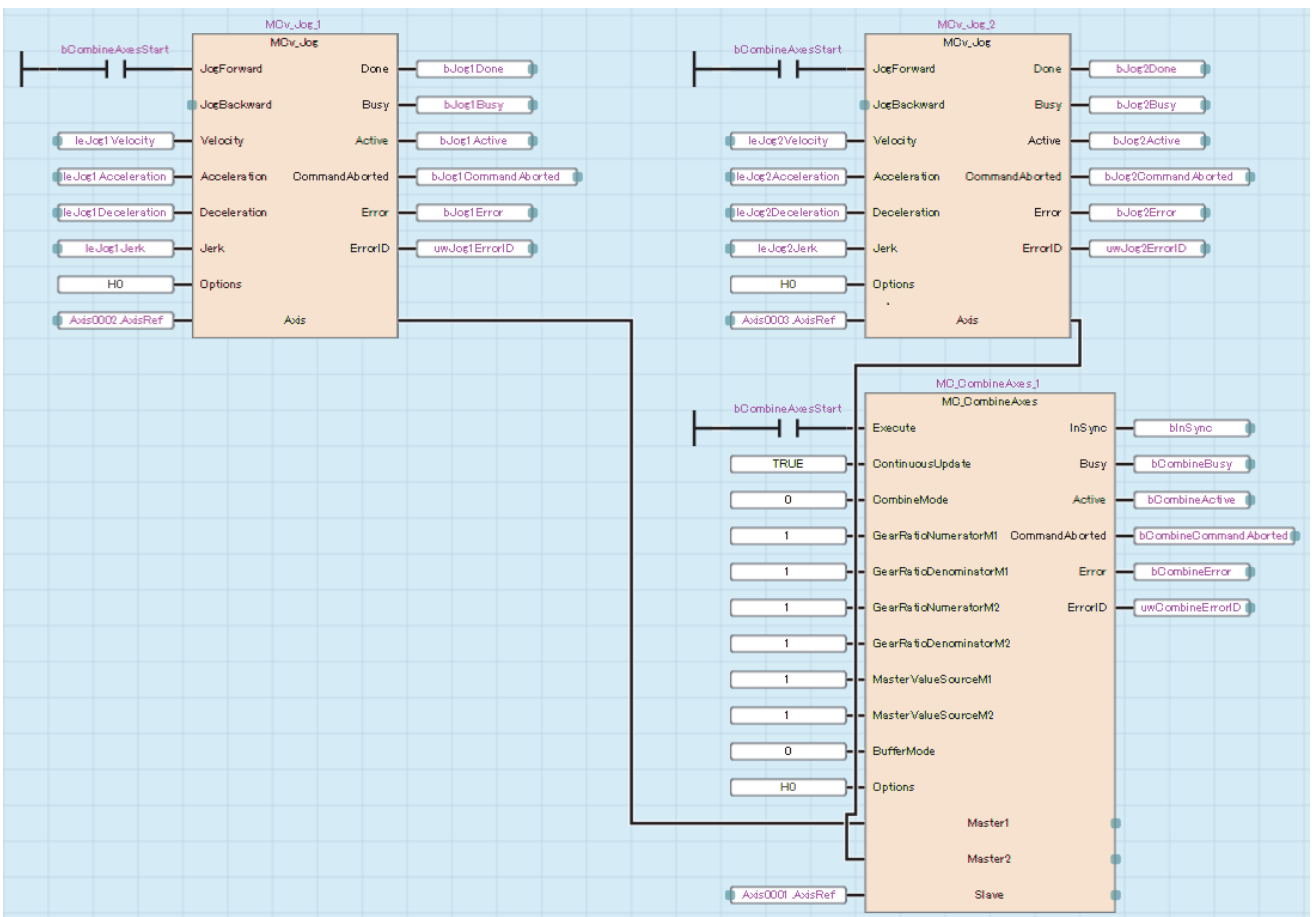 MCv_Jog_1
MCv_Jog
bCombineAxesStart
JogForward Done bJog1Done
JogBackward Busy bJog1Busy
leJog1Velocity Velocity Active bJog1Active
leJog1Acceleration Acceleration CommandAborted bJog1CommandAborted
leJog1Deceleration Deceleration Error bJog1Error
leJog1Jerk Jerk ErrorID uwJog1ErrorID
H0 Options
Axis0002.AxisRef Axis
MCv_Jog_2
MCv_Jog
bCombineAxesStart
JogForward Done bJog2Done
JogBackward Busy bJog2Busy
leJog2Velocity Velocity Active bJog2Active
leJog2Acceleration Acceleration CommandAborted bJog2CommandAborted
leJog2Deceleration Deceleration Error bJog2Error
leJog2Jerk Jerk ErrorID uwJog2ErrorID
H0 Options
Axis0003.AxisRef Axis
MC_CombineAxes_1
MC_CombineAxes
bCombineAxesStart
Execute InSync bInSync
TRUE ContinuousUpdate Busy bCombineBusy
0 CombineMode Active bCombineActive
1 GearRatioNumeratorM1 CommandAborted bCombineCommandAborted
1 GearRatioDenominatorM1 Error bCombineError
1 GearRatioNumeratorM2 ErrorID uwCombineErrorID
1 GearRatioDenominatorM2
1 MasterValueSourceM1
1 MasterValueSourceM2
0 BufferMode
H0 Options
Master1
Master2
Axis0001.AxisRef Slave